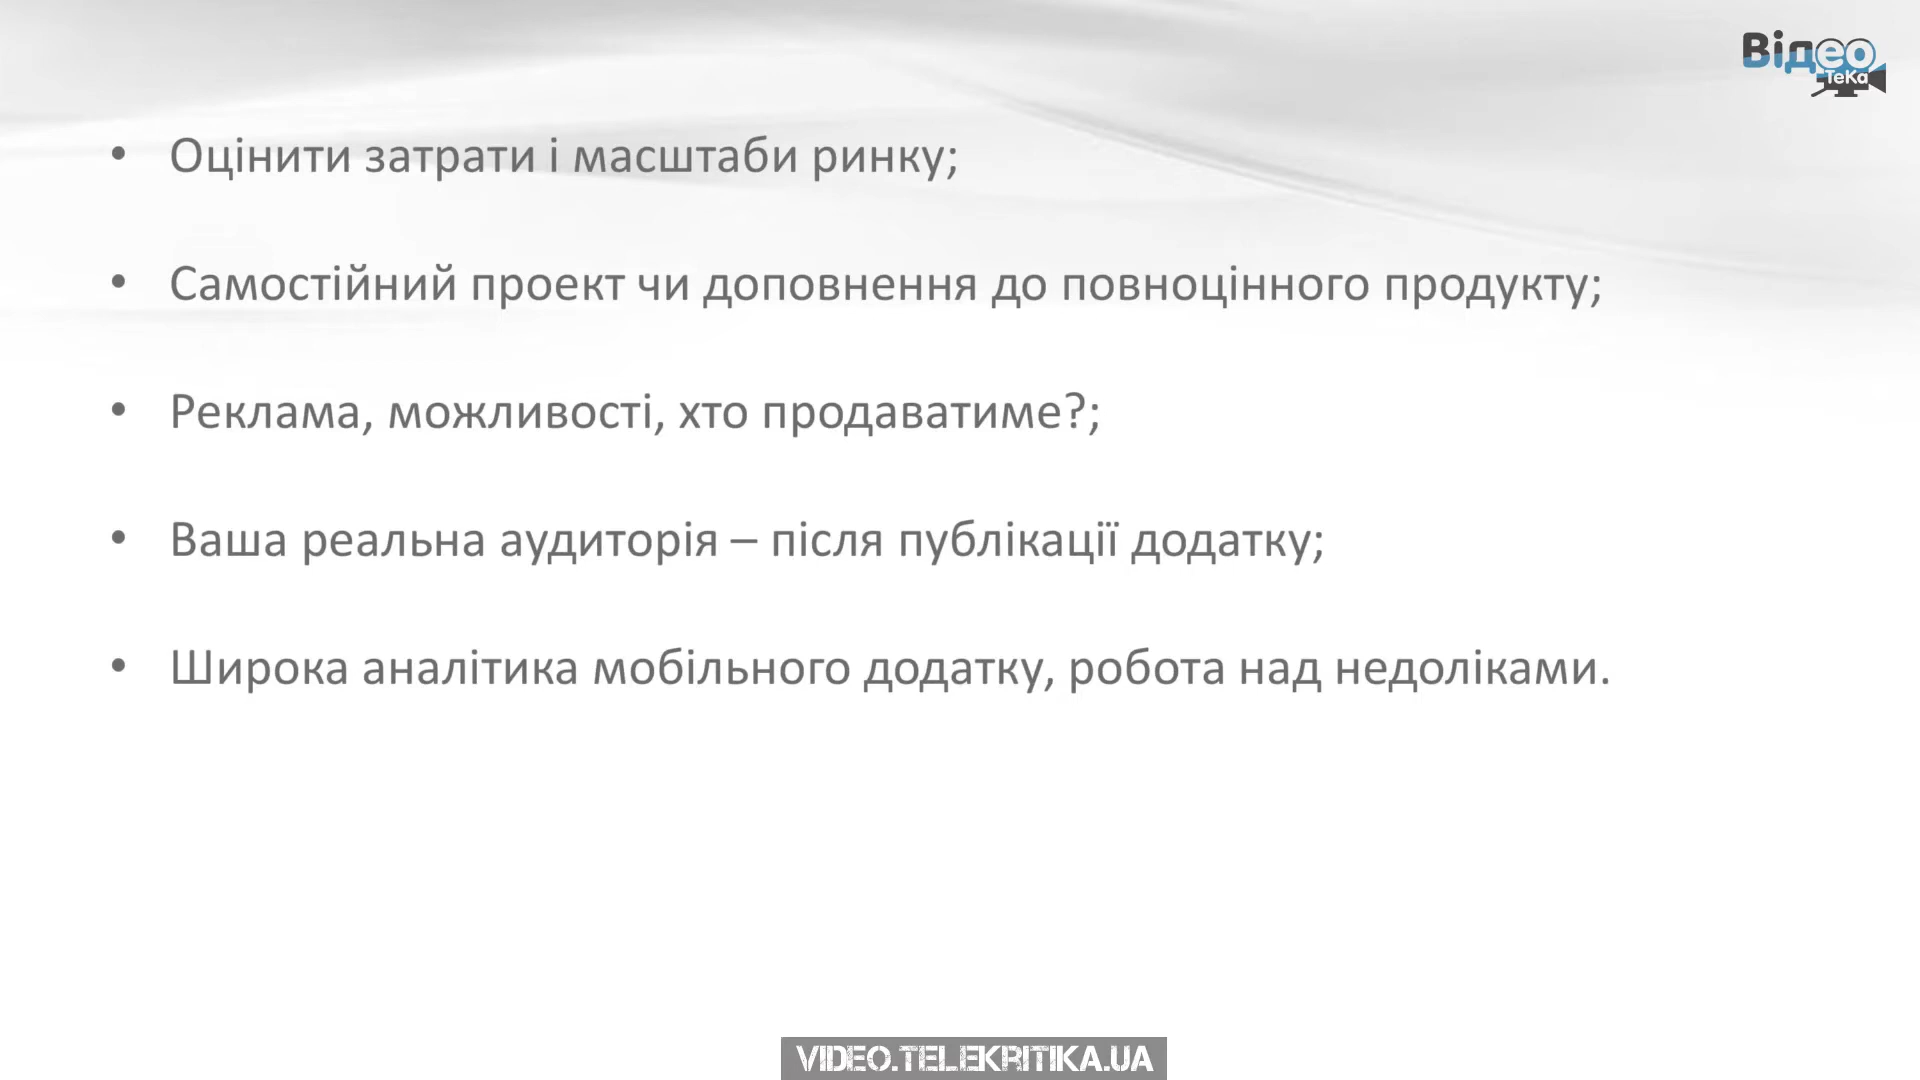 Відео
ТеКа
• Оцінити затрати і масштаби ринку;
• Самостійний проект чи доповнення до повноцінного продукту;
• Реклама, можливості, хто продаватиме?;
• Ваша реальна аудиторія – після публікації додатку;
• Широка аналітика мобільного додатку, робота над недоліками.
VIDEO.TELEKRITIKA.UA